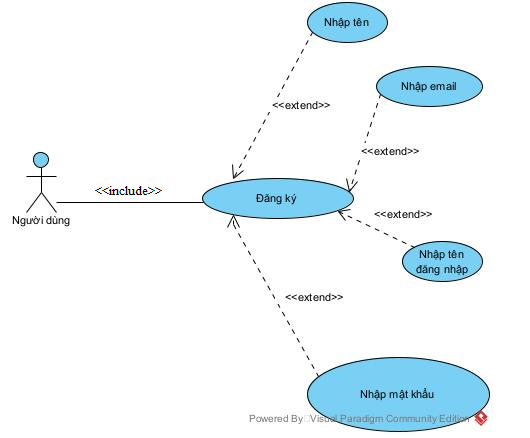 Nhập tên
Nhập email
<<extend>>
<<extend>>
<<include>>
Đăng ký
Người dùng
<<extend>>
Nhập tên
đăng nhập
<<extend>>
Nhập mật khẩu
Powered By Visual Paradigm Community Edition